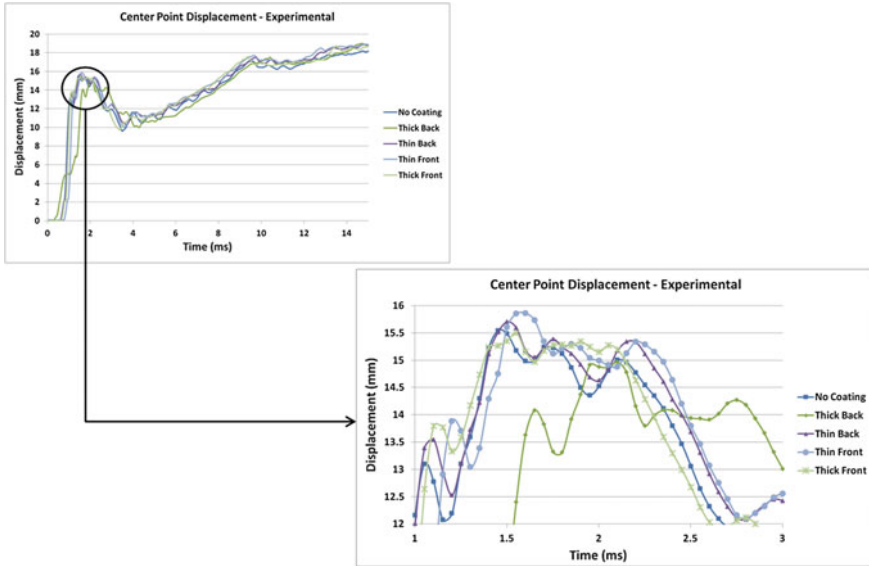 Center Point Displacement - Experimental
20
18
16
14
12
10
8
6
4
2
0
Displacement (mm)
0 2 4 6 8 10 12 14
Time (ms)
No Coating
Thick Back
Thin Back
Thin Front
Thick Front
Center Point Displacement - Experimental
16
15.5
15
14.5
14
13.5
13
12.5
12
Displacement (mm)
1 1.5 2 2.5 3
Time (ms)
No Coating
Thick Back
Thin Back
Thin Front
Thick Front